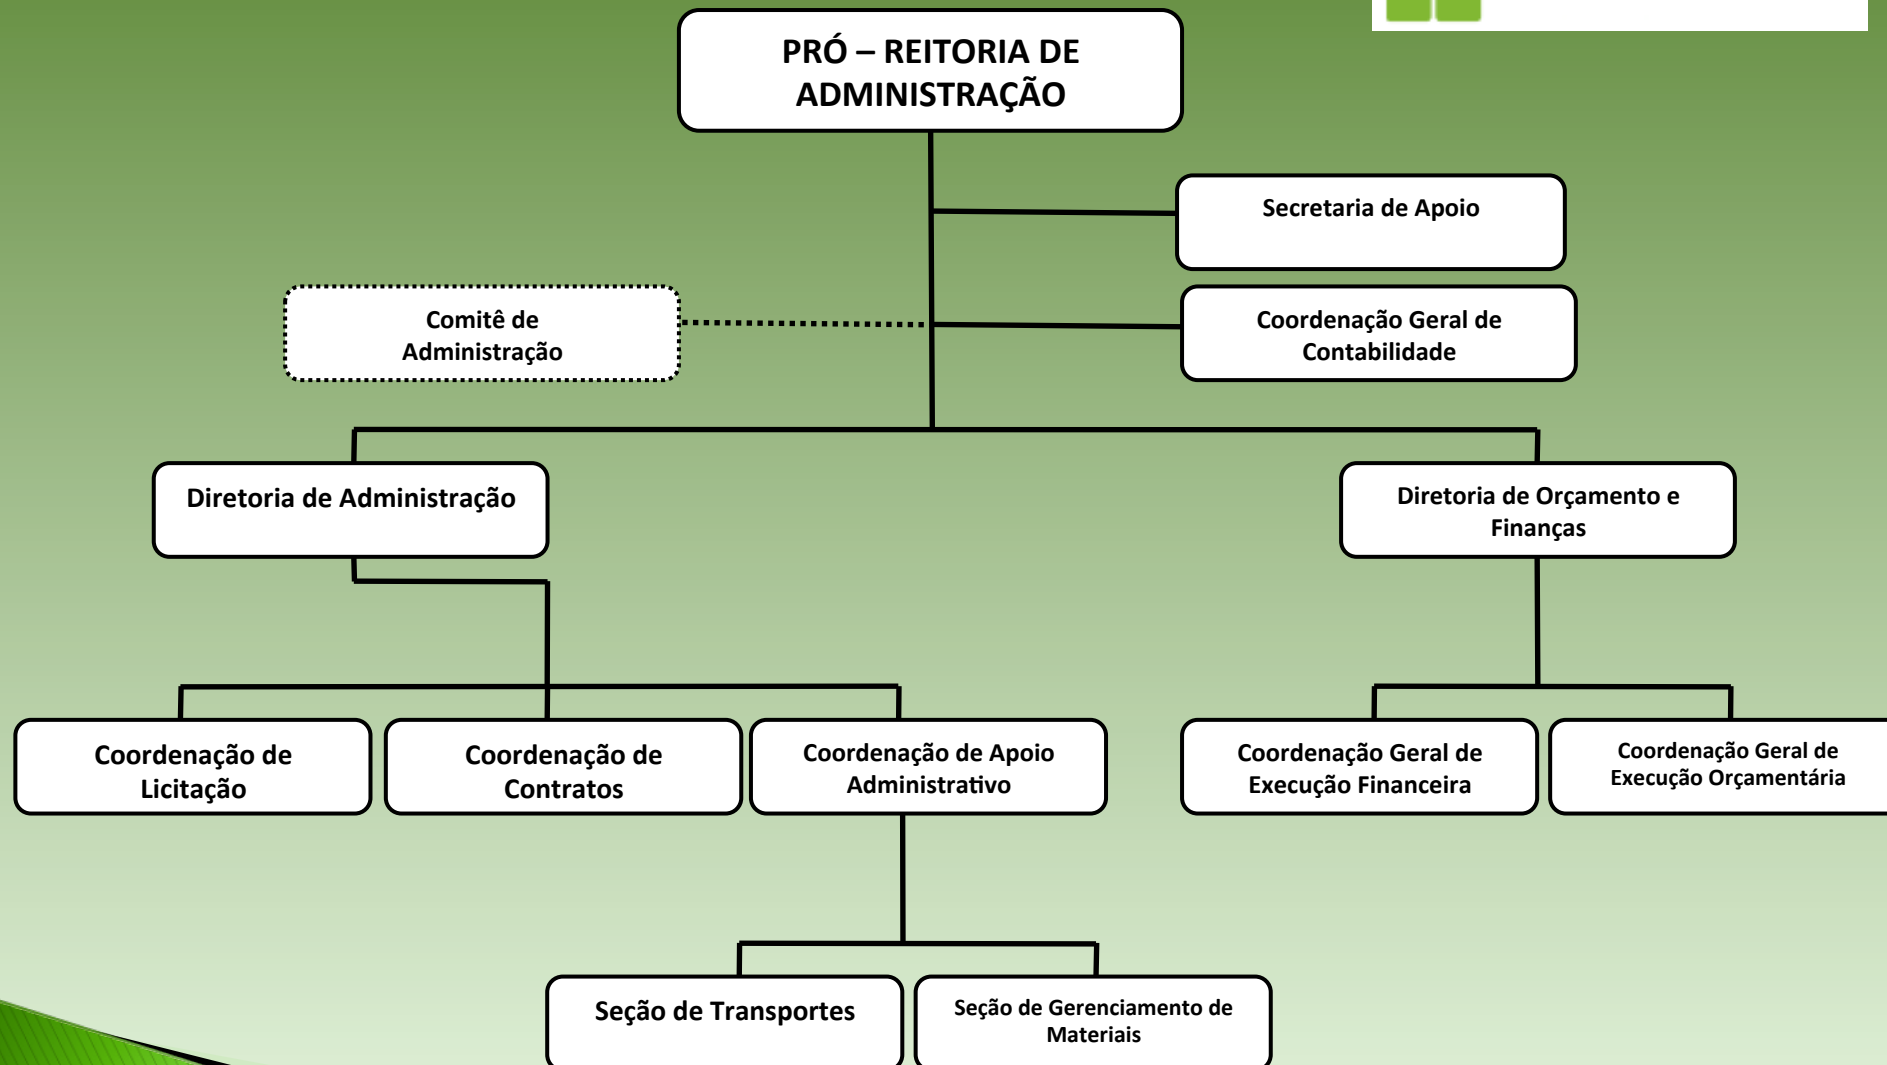 PRÓ – REITORIA DE
ADMINISTRAÇÃO
Secretaria de Apoio
Comitê de
Administração
Coordenação Geral de
Contabilidade
Diretoria de Administração
Diretoria de Orçamento e
Finanças
Coordenação de
Licitação
Coordenação de
Contratos
Coordenação de Apoio
Administrativo
Coordenação Geral de
Execução Financeira
Coordenação Geral de
Execução Orçamentária
Seção de Transportes
Seção de Gerenciamento de
Materiais